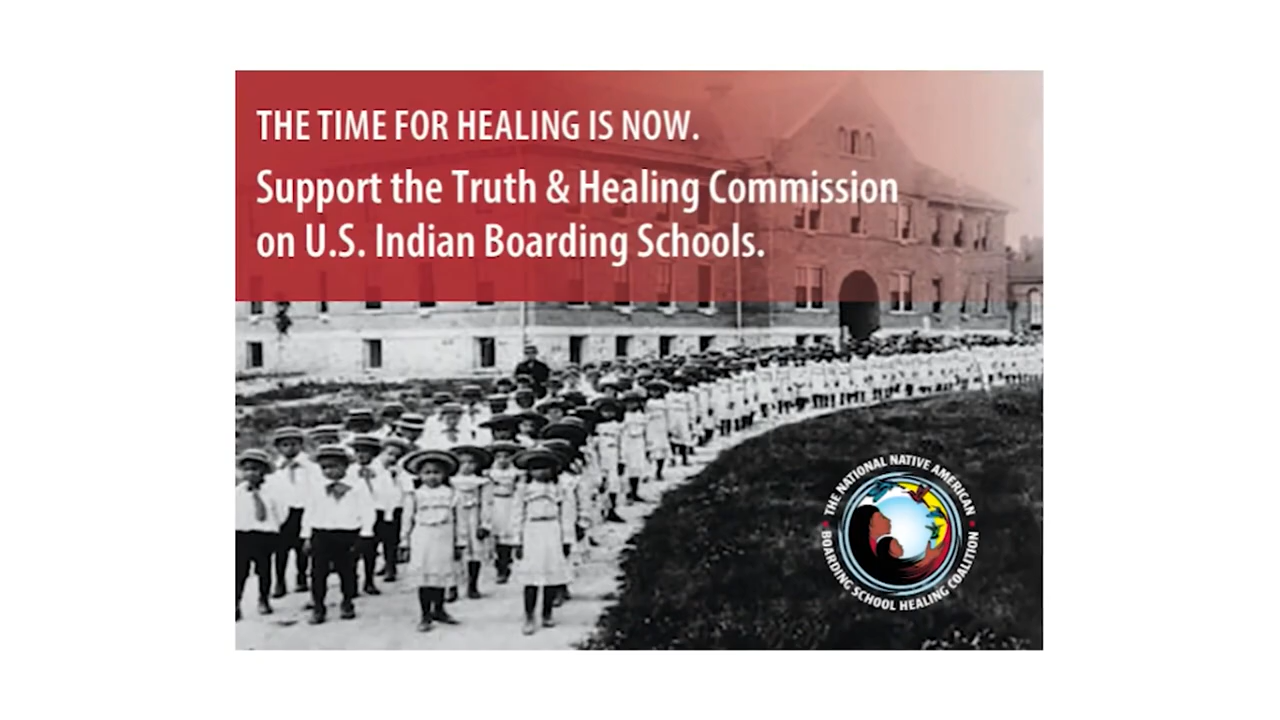 THE TIME FOR HEALING IS NOW.
Support the Truth & Healing Commission
on U.S. Indian Boarding Schools.
THE NATIONAL NATIVE AMERICAN
BOARDING SCHOOL HEALING COALITION